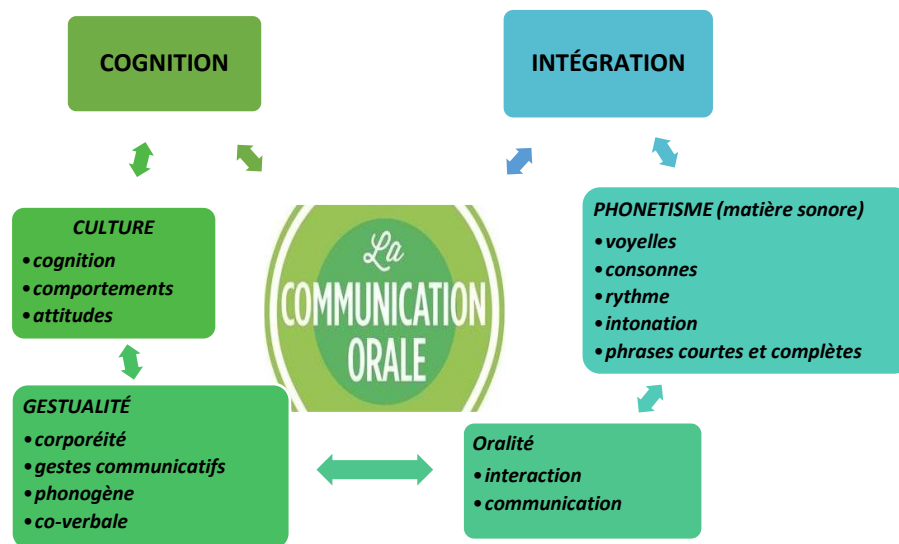 COGNITION
INTÉGRATION
CULTURE
•cognition
•comportements
•attitudes
La
COMMUNICATION
ORALE
PHONETISME (matière sonore)
•voyelles
•consonnes
•rythme
•intonation
•phrases courtes et complètes
GESTUALITÉ
•corporéité
•gestes communicatifs
•phonogène
•co-verbale
Oralité
•interaction
•communication